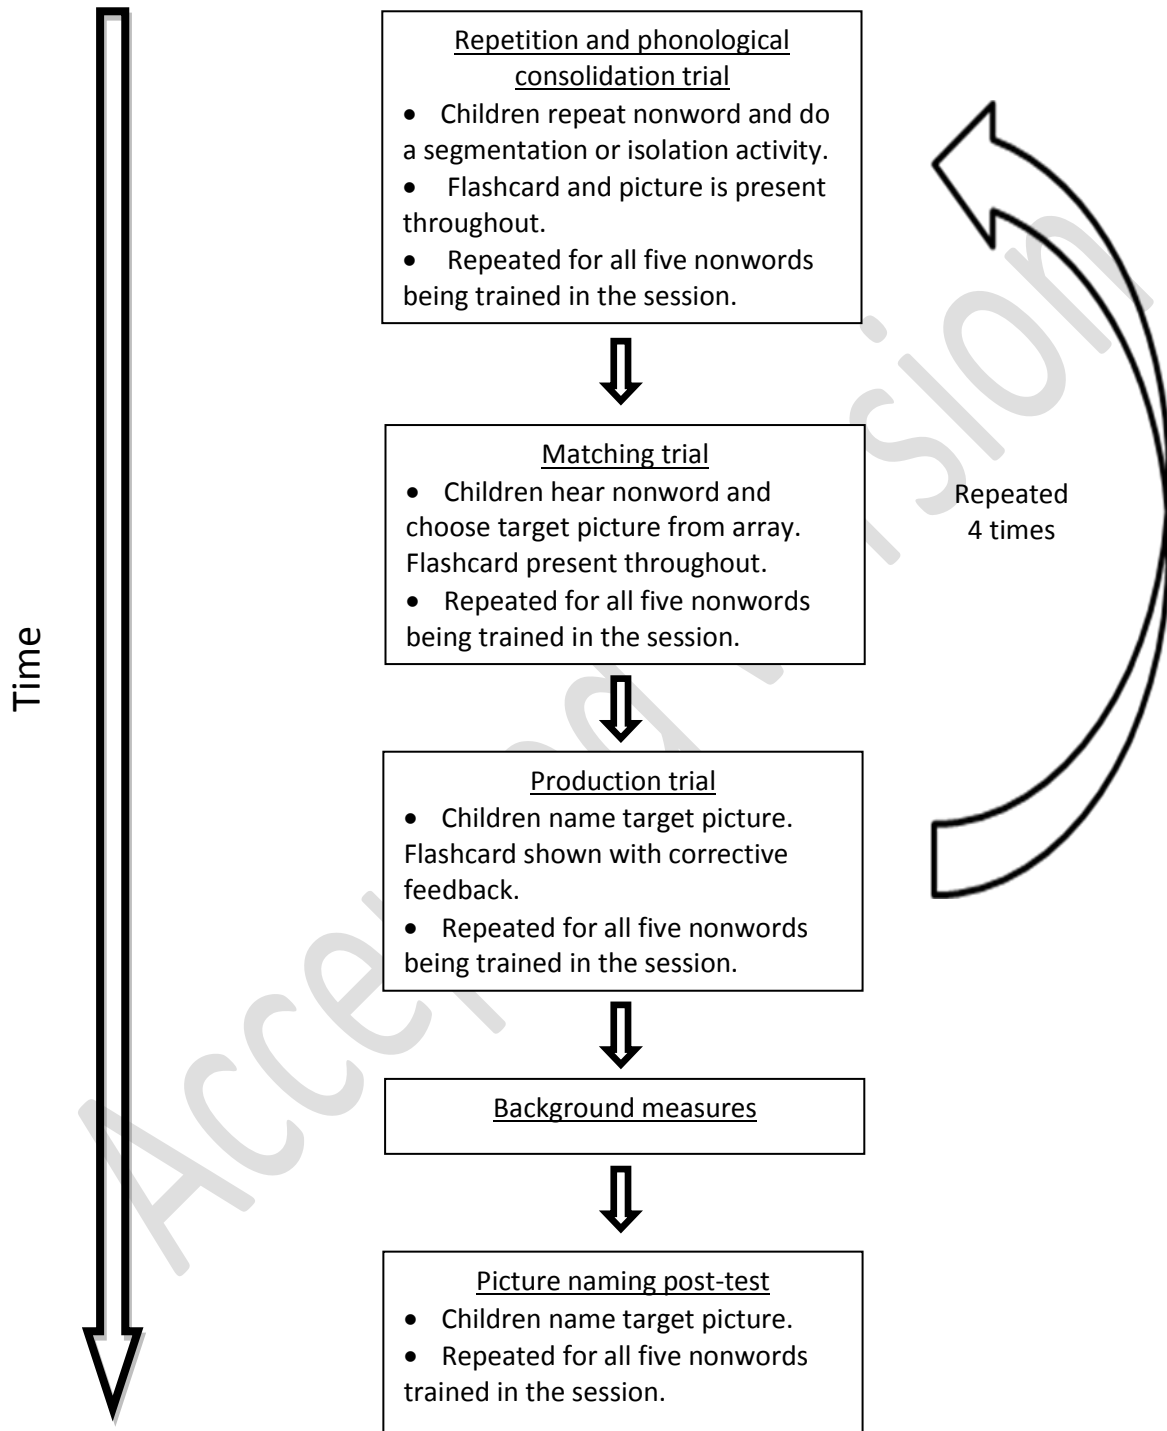 Repetition and phonological
consolidation trial
• Children repeat nonword and do
a segmentation or isolation activity.
• Flashcard and picture is present
throughout.
• Repeated for all five nonwords
being trained in the session.
Matching trial
• Children hear nonword and
choose target picture from array.
Flashcard present throughout.
• Repeated for all five nonwords
being trained in the session.
Repeated
4 times
Time
Production trial
• Children name target picture.
Flashcard shown with corrective
feedback.
• Repeated for all five nonwords
being trained in the session.
Background measures
Picture naming post-test
• Children name target picture.
• Repeated for all five nonwords
trained in the session.